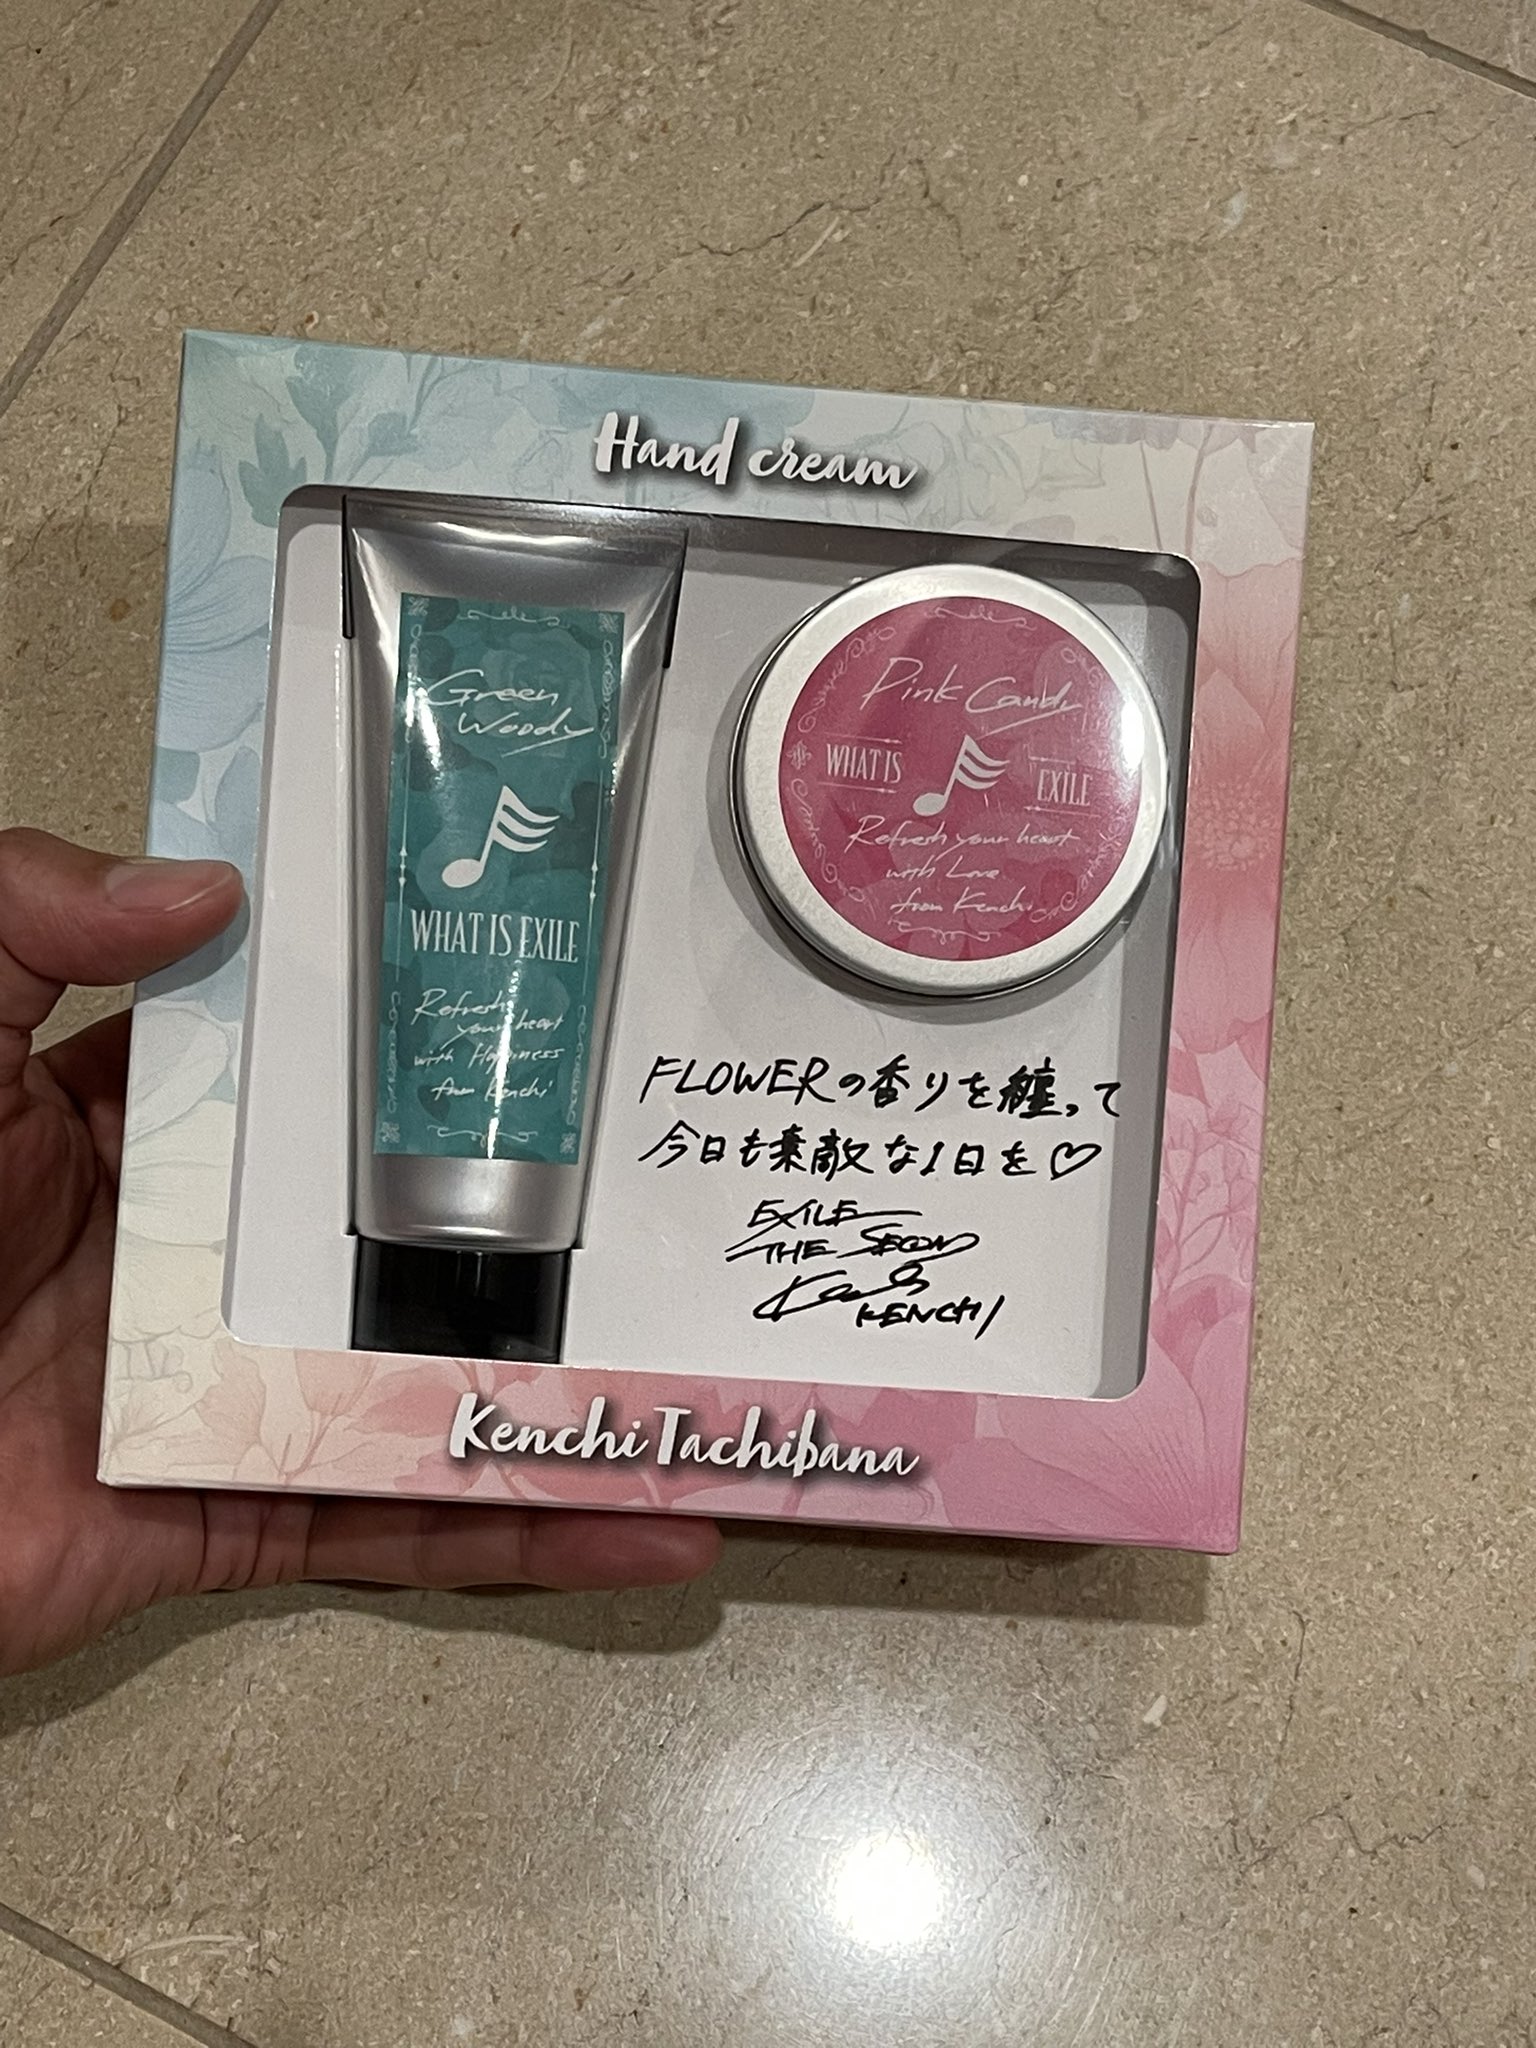 Hand cream
Green
Woody
WHAT IS EXILE
Refresh
your heart
with Happiness
from Kenchi
Pink Candy
WHAT IS
EXILE
Refresh your heart
with Love
from Kenchi
FLOWERの香りを纏って
今日も素敵な1日を♡
EXILE
THE SECOND
KENCHI
Kenchi Tachibana